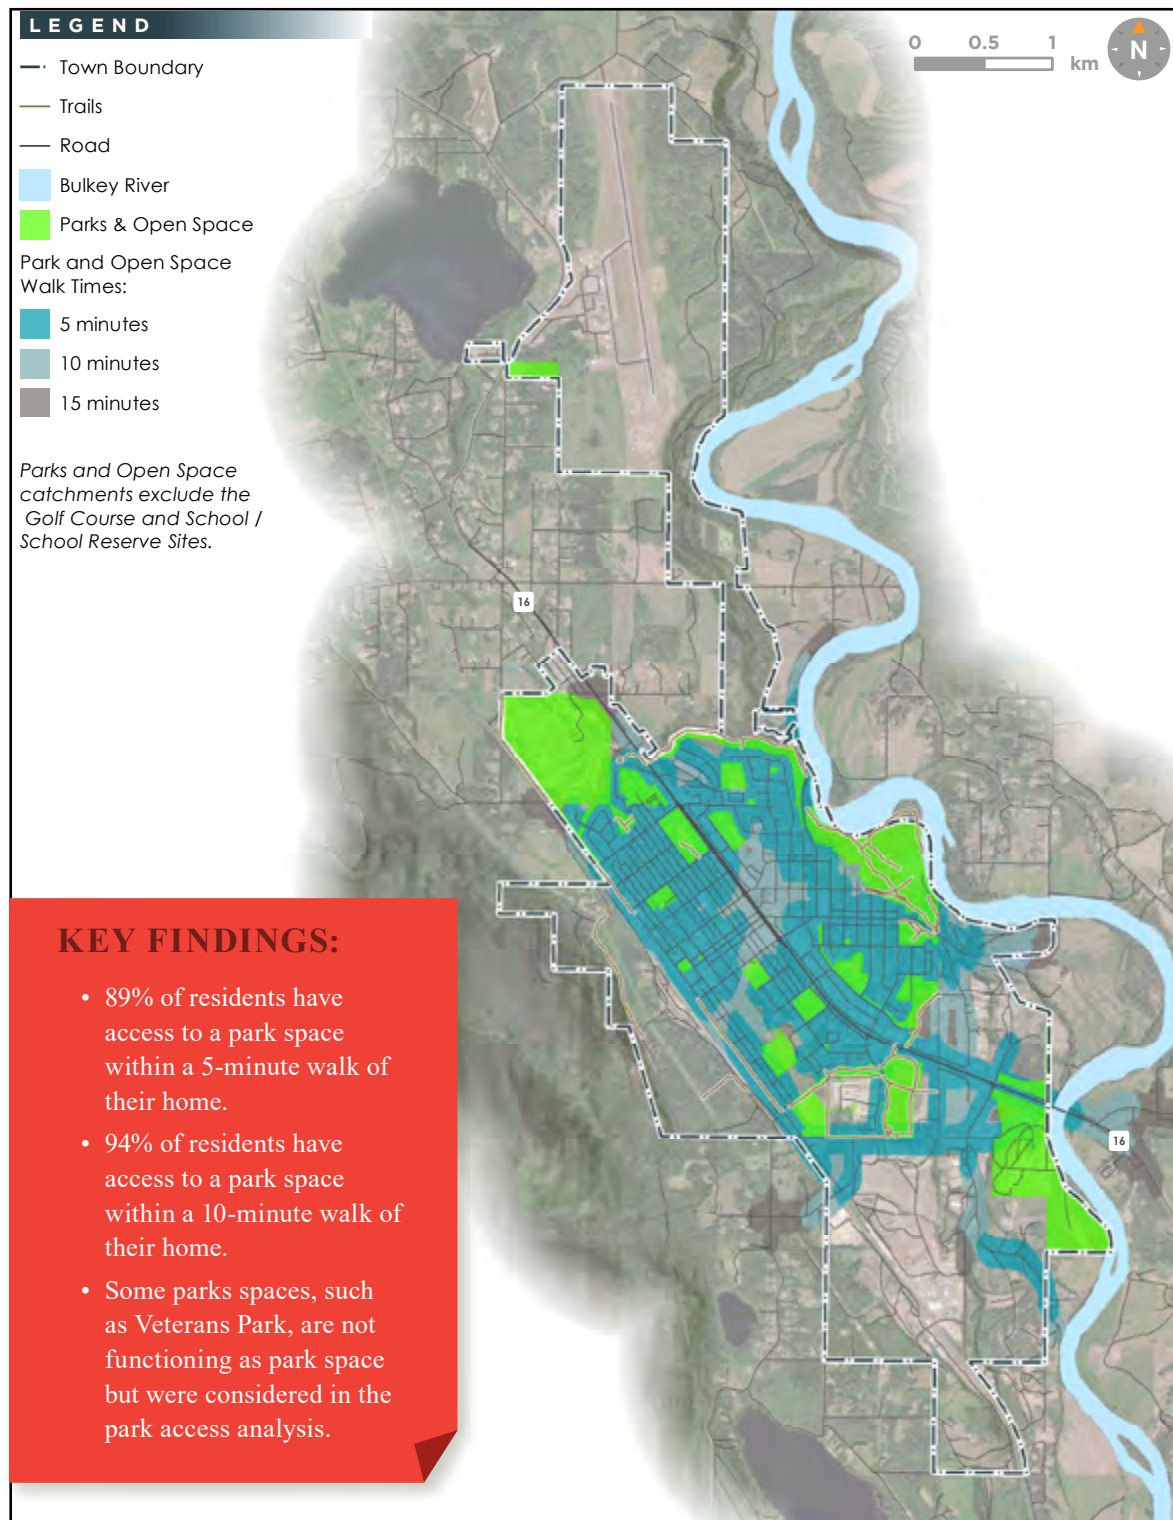 LEGEND
Town Boundary
Trails
Road
Bulkey River
Parks & Open Space
Park and Open Space
Walk Times:
5 minutes
10 minutes
15 minutes
Parks and Open Space
catchments exclude the
Golf Course and School /
School Reserve Sites.
0 0.5 1
km
N
16
16
KEY FINDINGS:
• 89% of residents have
access to a park space
within a 5-minute walk of
their home.
• 94% of residents have
access to a park space
within a 10-minute walk of
their home.
• Some parks spaces, such
as Veterans Park, are not
functioning as park space
but were considered in the
park access analysis.